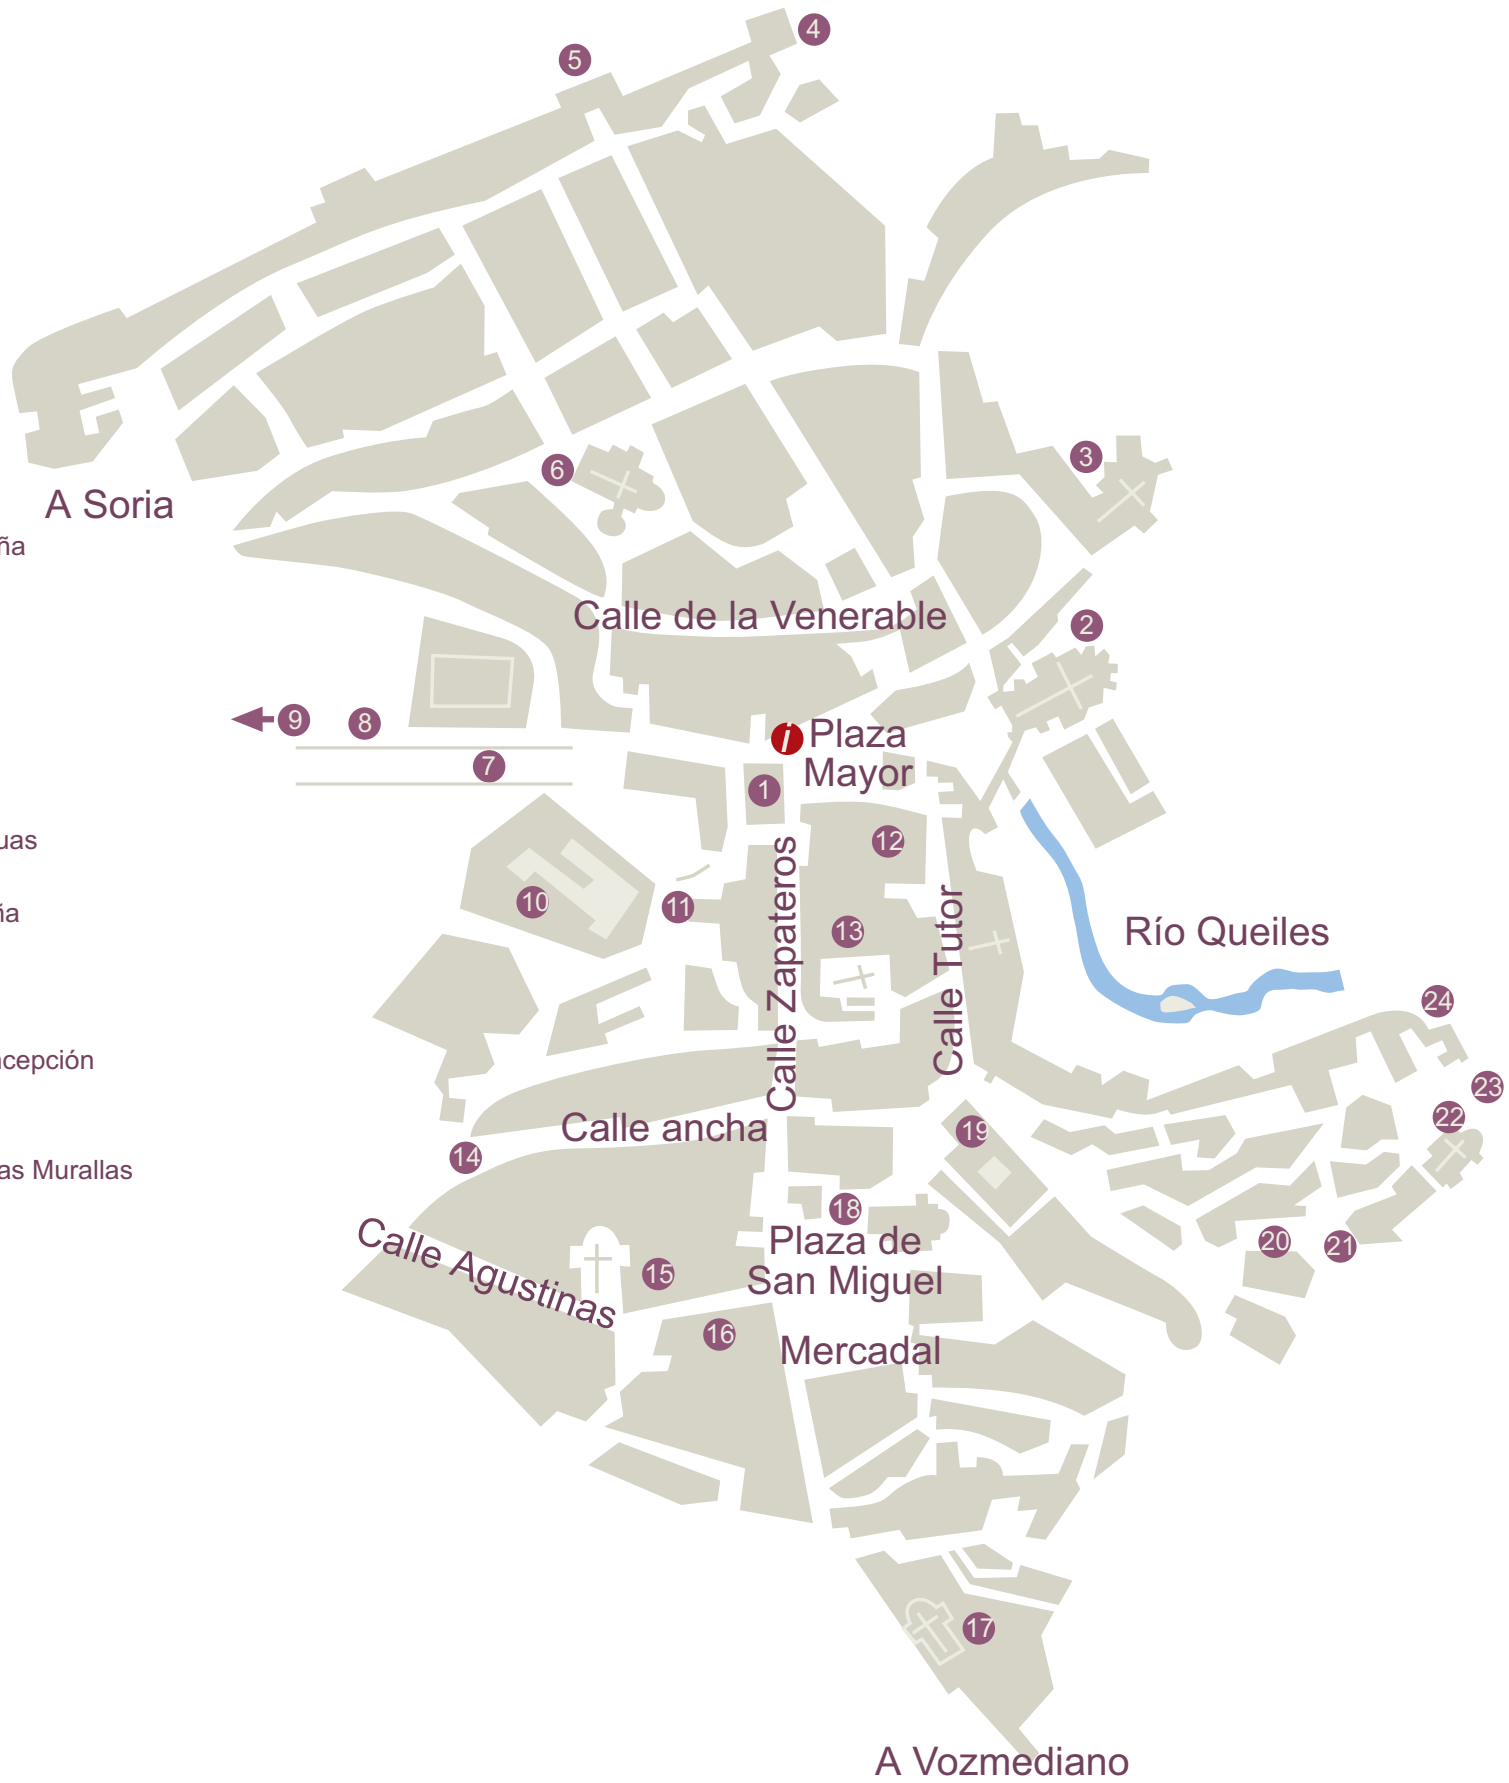 4
5
3
6
A Soria
ña
Calle de la Venerable
2
9
8
i
Plaza
Mayor
7
1
uas
12
10
11
ña
13
Calle Zapateros
Calle Tutor
Río Queiles
24
ncepción
23
22
Calle ancha
19
14
as Murallas
18
Calle Agustinas
Plaza de
San Miguel
20
21
15
16
Mercadal
17
A Vozmediano